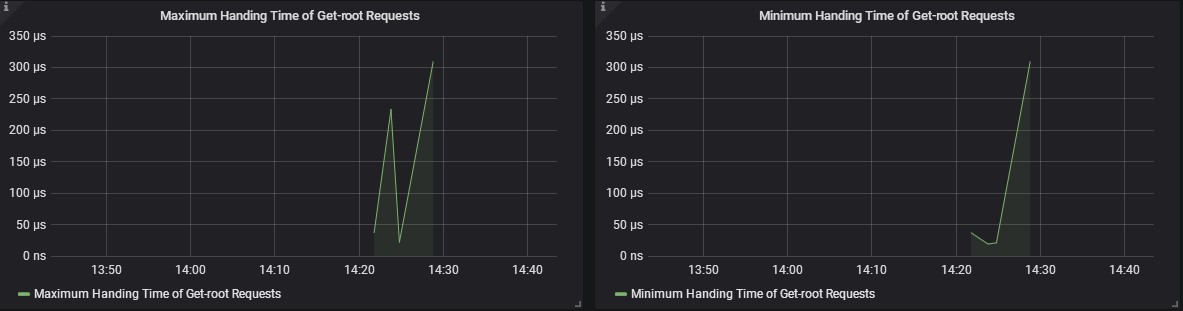 i
Maximum Handing Time of Get-root Requests
350 µs
300 µs
250 µs
200 µs
150 µs
100 µs
50 µs
0 ns
13:50 14:00 14:10 14:20 14:30 14:40
Maximum Handing Time of Get-root Requests
i
Minimum Handing Time of Get-root Requests
350 µs
300 µs
250 µs
200 µs
150 µs
100 µs
50 µs
0 ns
13:50 14:00 14:10 14:20 14:30 14:40
Minimum Handing Time of Get-root Requests